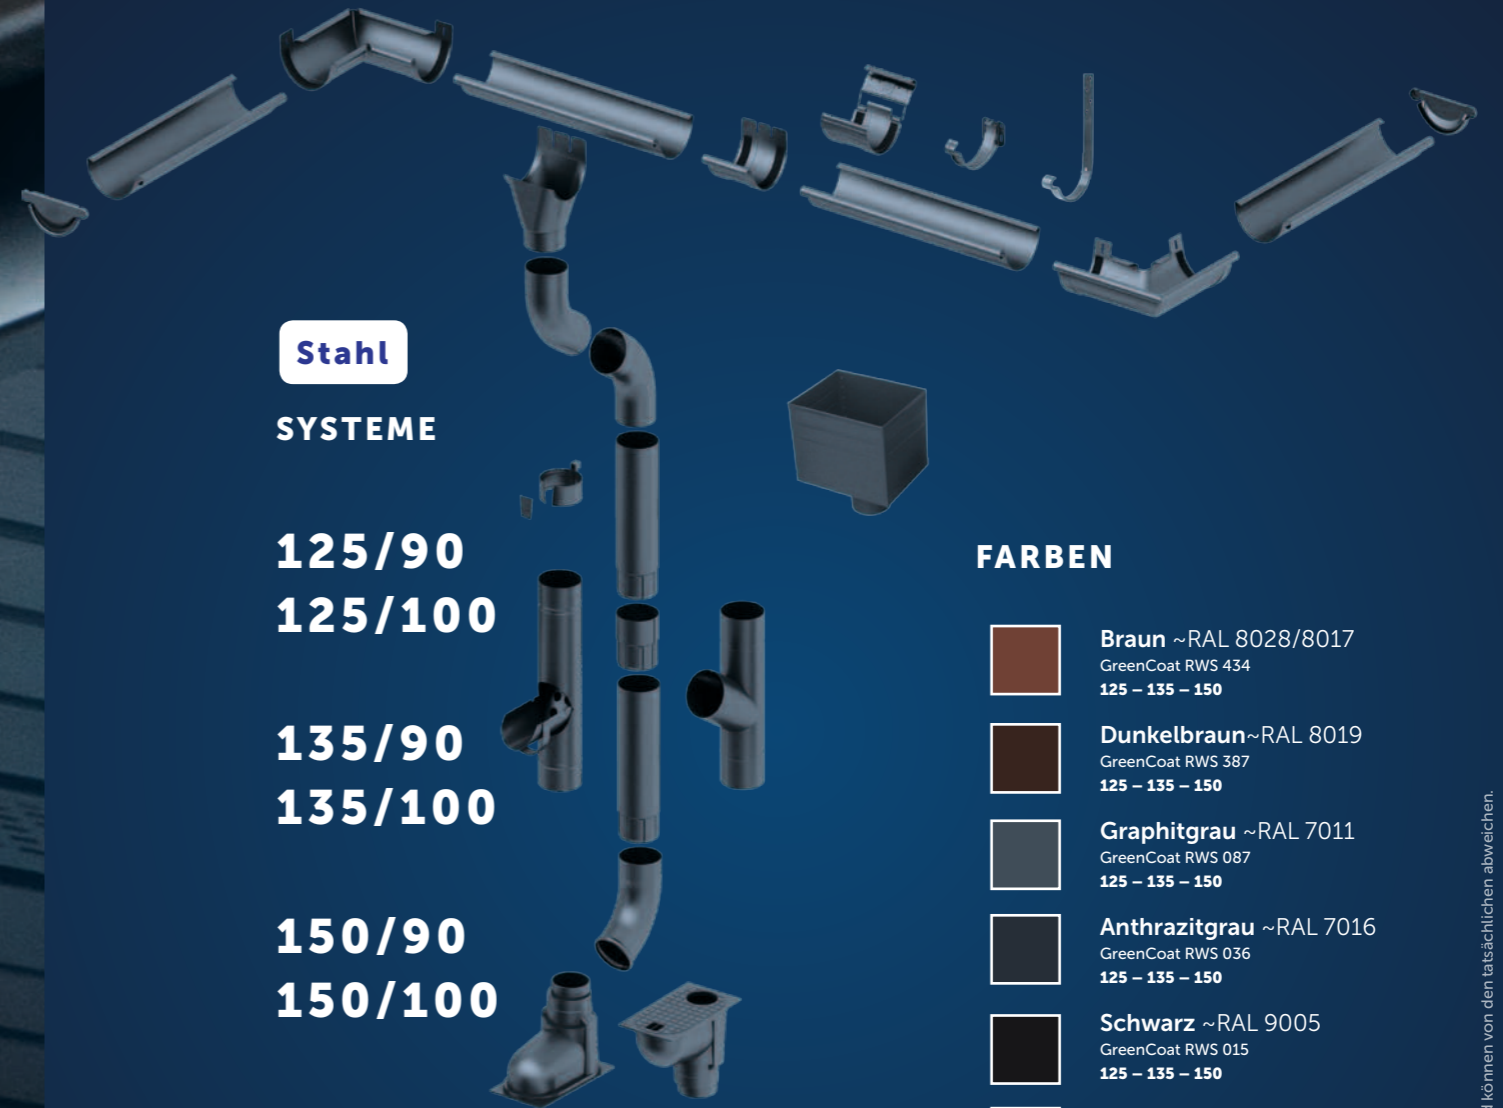 Stahl
SYSTEME
125/90
125/100
135/90
135/100
150/90
150/100
FARBEN
Braun ~RAL 8028/8017
GreenCoat RWS 434
125 – 135 – 150
Dunkelbraun~RAL 8019
GreenCoat RWS 387
125 – 135 – 150
Graphitgrau ~RAL 7011
GreenCoat RWS 087
125 – 135 – 150
Anthrazitgrau ~RAL 7016
GreenCoat RWS 036
125 – 135 – 150
Schwarz ~RAL 9005
GreenCoat RWS 015
125 – 135 – 150
können von den tatsächlichen abweichen.